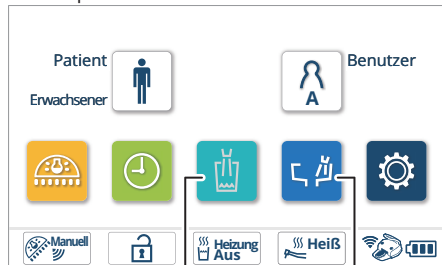 Patient
Benutzer
Erwachsener
A
Manuell
Heizung
Aus
Heiß